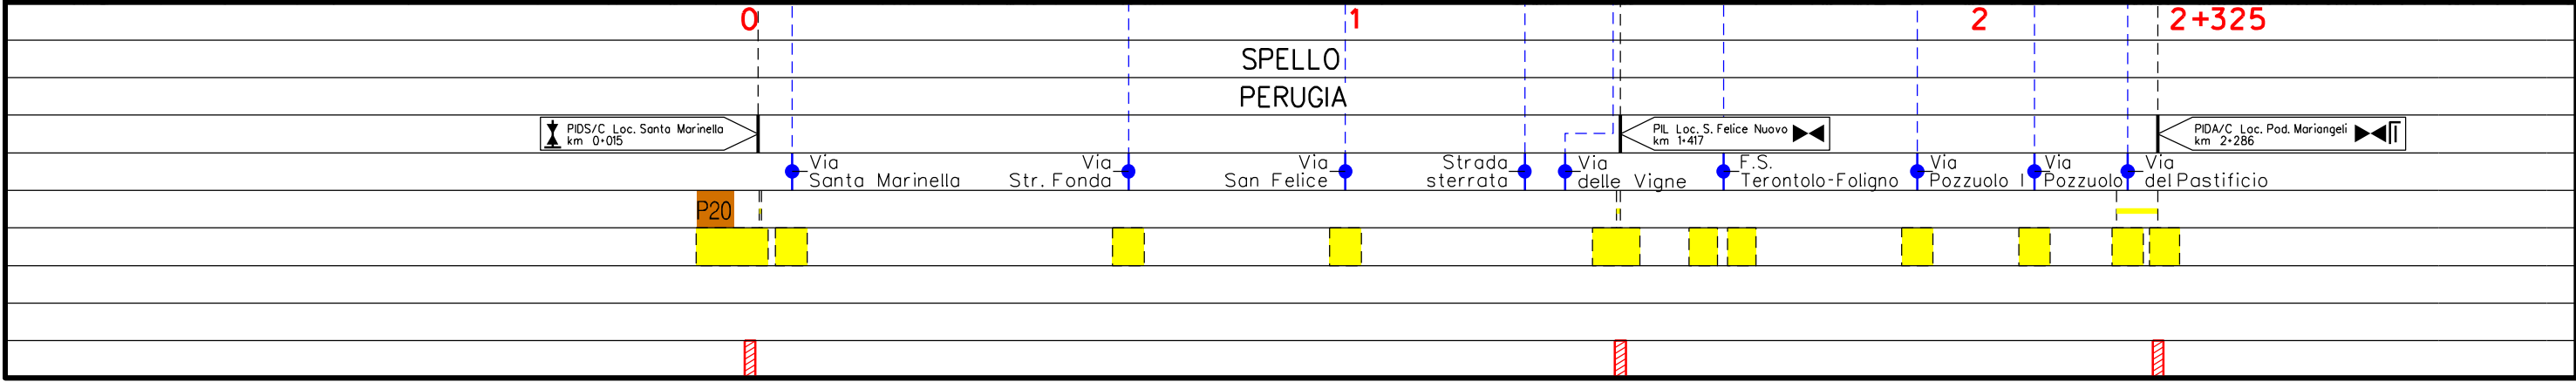 0 1 2 2+325
SPELLO
PERUGIA
PIDS/C Loc. Santa Marinella
km 0+015
PIL Loc. S. Felice Nuovo
km 1+417
PIDA/C Loc. Pod. Mariangeli
km 2+286
Via
Santa Marinella
Via
Str. Fonda
Via
San Felice
Strada
sterrata
Via
delle Vigne
F.S.
Terontolo-Foligno
Via
Pozzuolo I
Via
Pozzuolo
Via
del Pastificio
P20